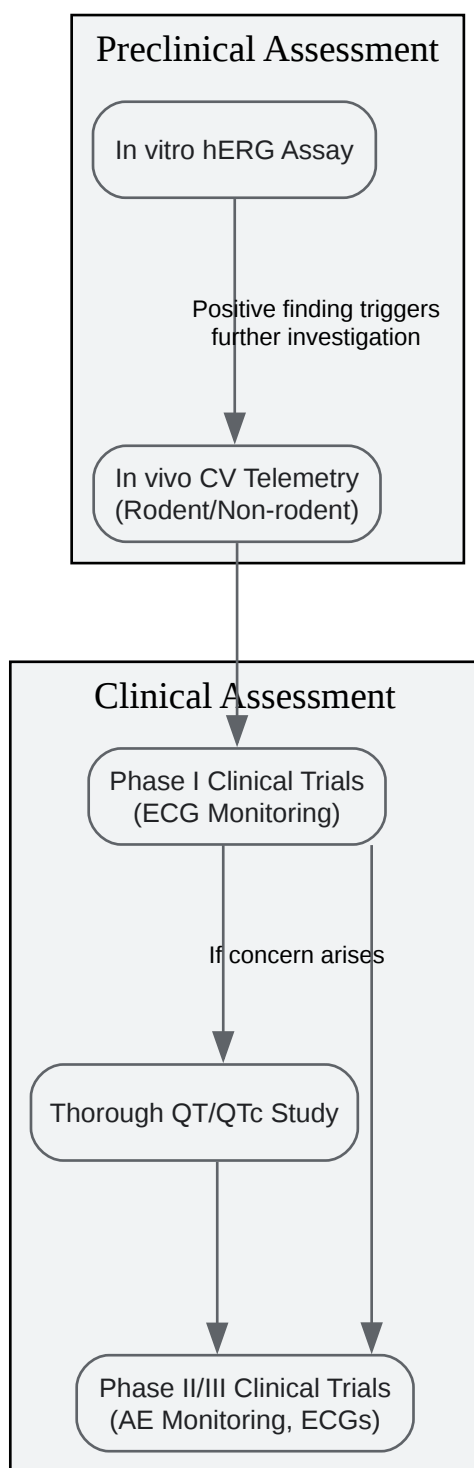 Preclinical Assessment
In vitro hERG Assay
Positive finding triggers
further investigation
In vivo CV Telemetry
(Rodent/Non-rodent)
Clinical Assessment
Phase I Clinical Trials
(ECG Monitoring)
If concern arises
Thorough QT/QTc Study
Phase II/III Clinical Trials
(AE Monitoring, ECGs)